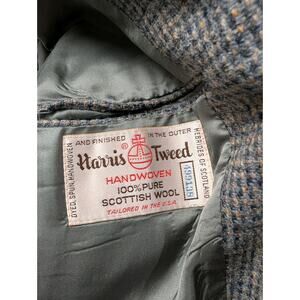 DYED, SPUN, HANDWOVEN
AND FINISHED IN THE OUTER
HEBRIDES OF SCOTLAND
Harris Tweed
HANDWOVEN
100% PURE
SCOTTISH WOOL
TAILORED IN THE U.S.A.